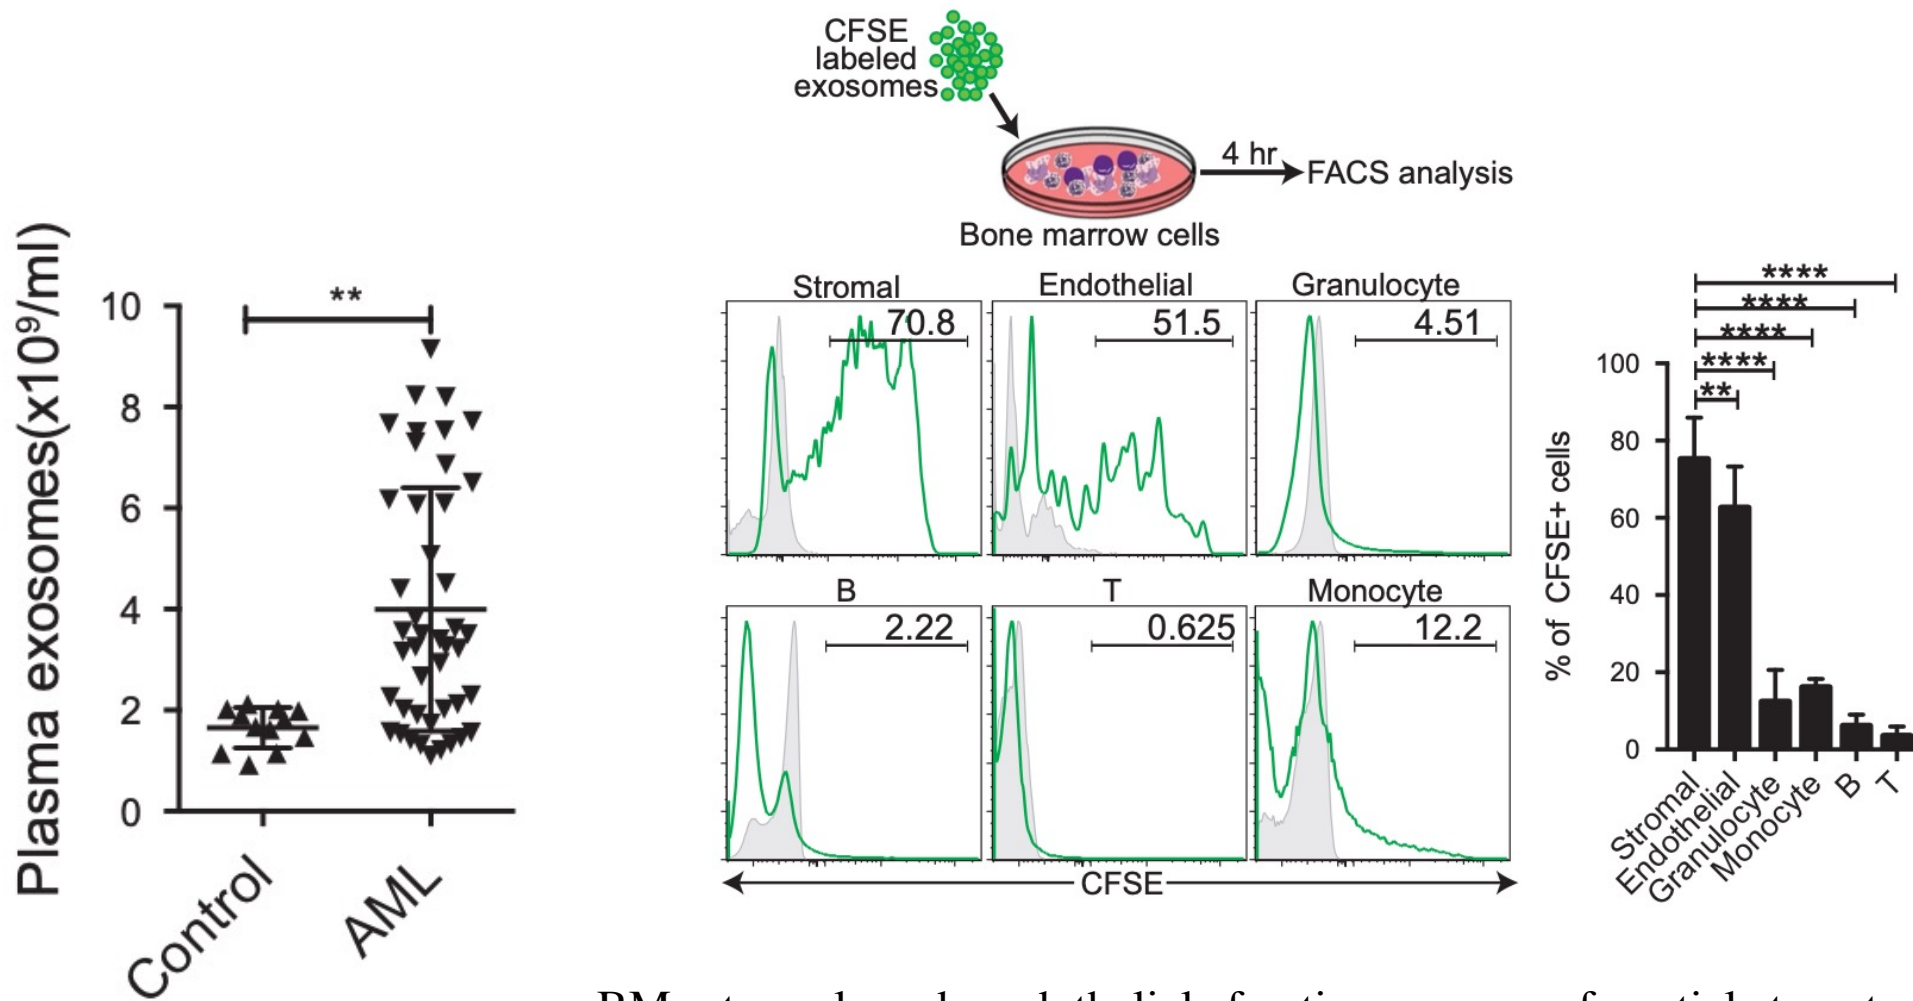 Plasma exosomes(x10⁹/ml)
10
8
6
4
2
0
**
Control
AML
CFSE
labeled
exosomes
4 hr
FACS analysis
Bone marrow cells
Stromal
70.8
Endothelial
51.5
Granulocyte
4.51
B
2.22
T
0.625
Monocyte
12.2
CFSE
% of CFSE+ cells
100
80
60
40
20
0
****
****
****
****
**
Stromal
Endothelial
Granulocyte
Monocyte
B
T